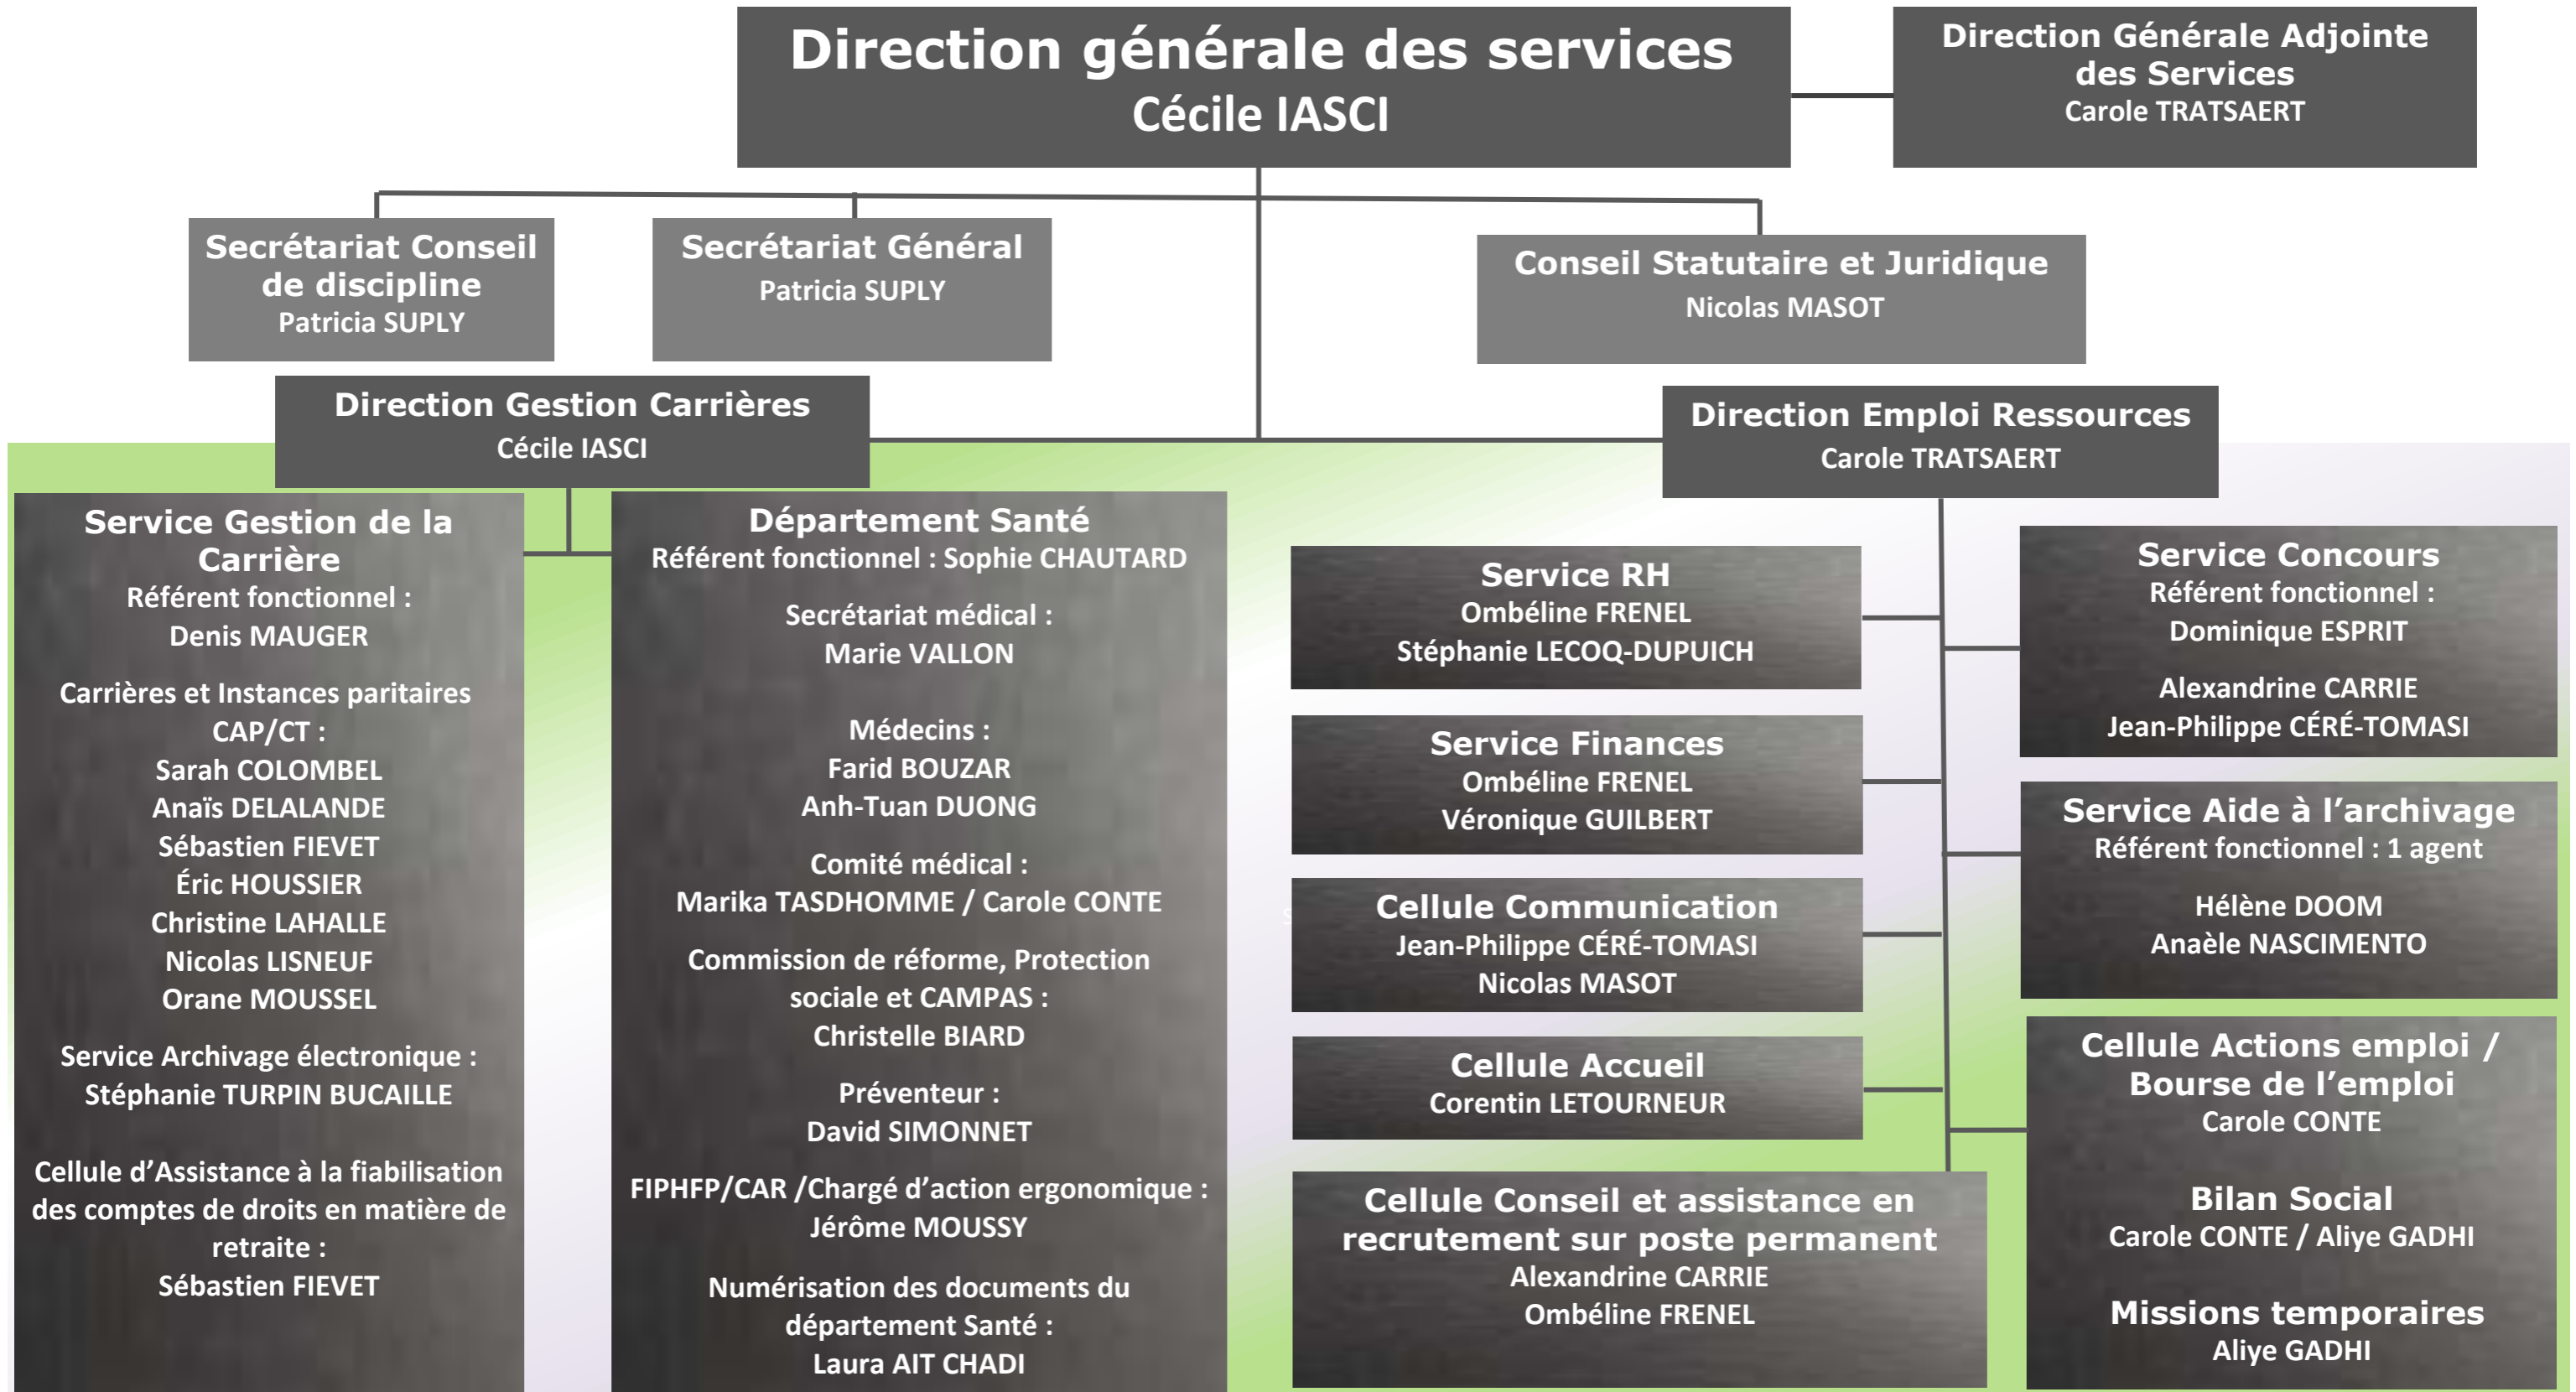 Direction générale des services
Cécile IASCI
Direction Générale Adjointe
des Services
Carole TRATSAERT
Secrétariat Conseil
de discipline
Patricia SUPLY
Secrétariat Général
Patricia SUPLY
Conseil Statutaire et Juridique
Nicolas MASOT
Direction Gestion Carrières
Cécile IASCI
Direction Emploi Ressources
Carole TRATSAERT
Service Gestion de la
Carrière
Référent fonctionnel :
Denis MAUGER
Carrières et Instances paritaires
CAP/CT :
Sarah COLOMBEL
Anaïs DELALANDE
Sébastien FIEVET
Éric HOUSSIER
Christine LAHALLE
Nicolas LISNEUF
Orane MOUSSEL
Service Archivage électronique :
Stéphanie TURPIN BUCAILLE
Cellule d’Assistance à la fiabilisation
des comptes de droits en matière de
retraite :
Sébastien FIEVET
Département Santé
Référent fonctionnel : Sophie CHAUTARD
Secrétariat médical :
Marie VALLON
Médecins :
Farid BOUZAR
Anh-Tuan DUONG
Comité médical :
Marika TASDHOMME / Carole CONTE
Commission de réforme, Protection
sociale et CAMPAS :
Christelle BIARD
Préventeur :
David SIMONNET
FIPHFP/CAR /Chargé d’action ergonomique :
Jérôme MOUSSY
Numérisation des documents du
département Santé :
Laura AIT CHADI
Service RH
Ombéline FRENEL
Stéphanie LECOQ-DUPUICH
Service Finances
Ombéline FRENEL
Véronique GUILBERT
Cellule Communication
Jean-Philippe CÉRÉ-TOMASI
Nicolas MASOT
Cellule Accueil
Corentin LETOURNEUR
Cellule Conseil et assistance en
recrutement sur poste permanent
Alexandrine CARRIE
Ombéline FRENEL
Service Concours
Référent fonctionnel :
Dominique ESPRIT
Alexandrine CARRIE
Jean-Philippe CÉRÉ-TOMASI
Service Aide à l’archivage
Référent fonctionnel : 1 agent
Hélène DOOM
Anaèle NASCIMENTO
Cellule Actions emploi /
Bourse de l’emploi
Carole CONTE
Bilan Social
Carole CONTE / Aliye GADHI
Missions temporaires
Aliye GADHI